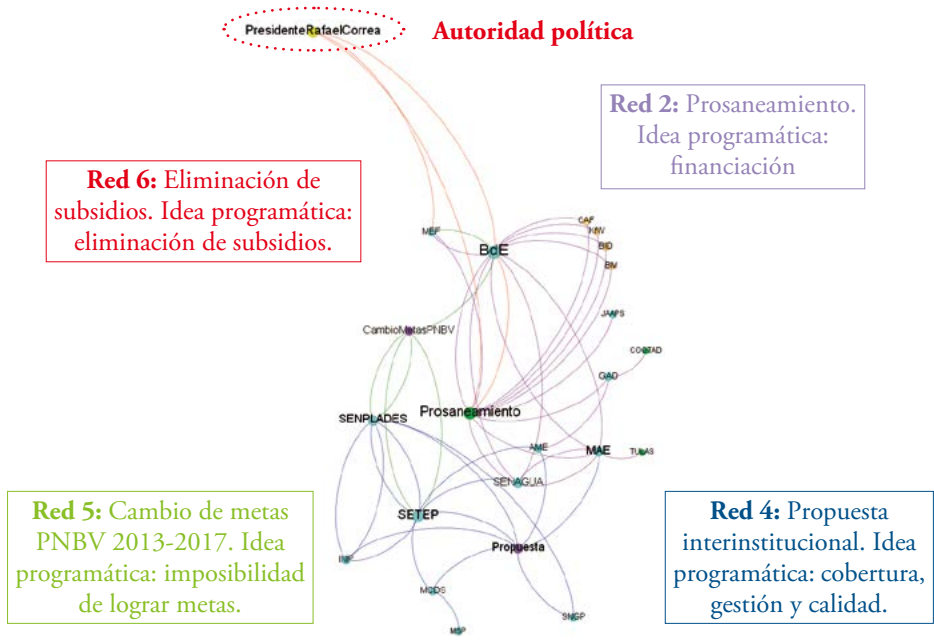 PresidenteRafaelCorrea
Autoridad política
Red 2: Prosaneamiento.
Idea programática:
financiación
Red 6: Eliminación de
subsidios. Idea programática:
eliminación de subsidios.
MEF
BdE
CAF
KfW
BID
BM
JAAPS
CambioMetasPNBV
COOTAD
GAD
Prosaneamiento
SENPLADES
AME
MAE
TULAS
SENAGUA
SETEP
Propuesta
MCDS
SNGP
MSP
Red 5: Cambio de metas
PNBV 2013-2017. Idea
programática: imposibilidad
de lograr metas.
Red 4: Propuesta
interinstitucional. Idea
programática: cobertura,
gestión y calidad.